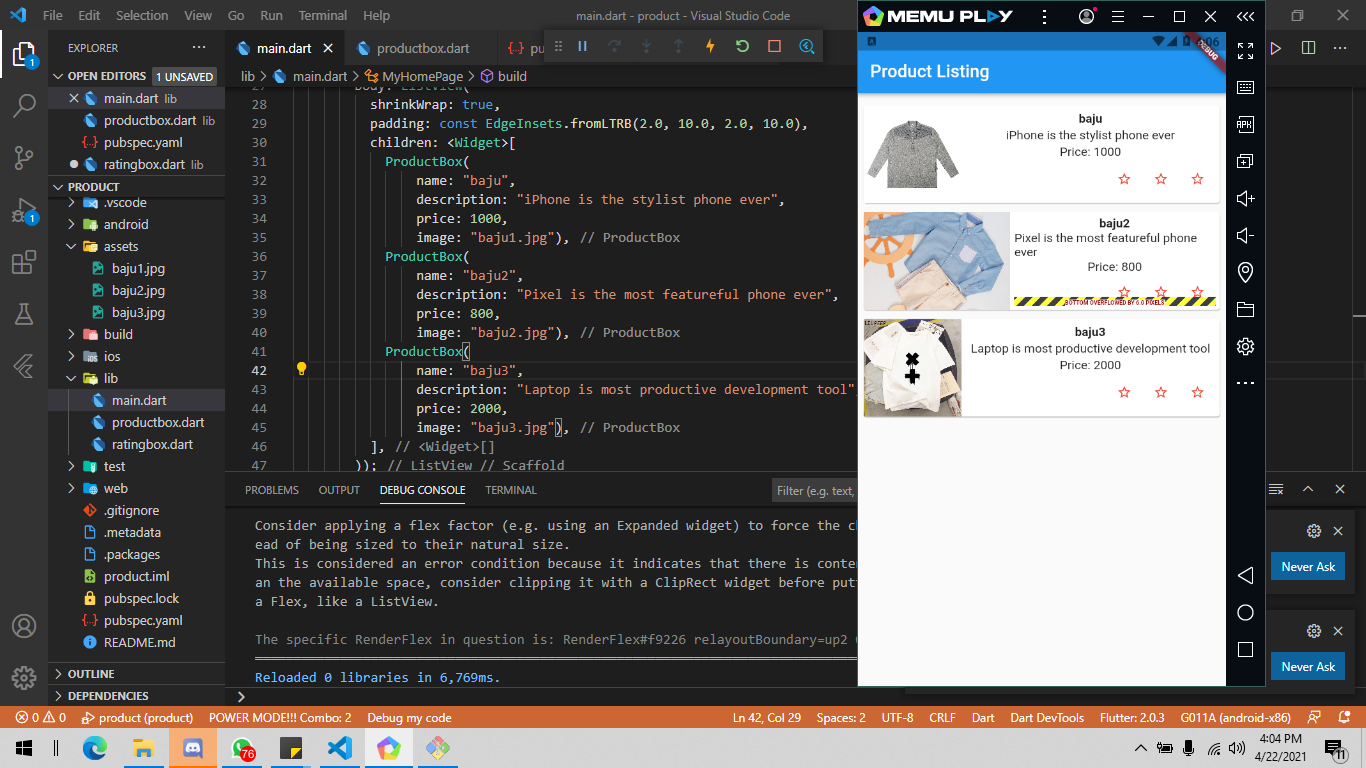 File Edit Selection View Go Run Terminal Help
main.dart - product - Visual Studio Code
EXPLORER
OPEN EDITORS 1 UNSAVED
main.dart lib
productbox.dart lib
pubspec.yaml
ratingbox.dart lib
PRODUCT
.vscode
android
assets
baju1.jpg
baju2.jpg
baju3.jpg
build
ios
lib
main.dart
productbox.dart
ratingbox.dart
test
web
.gitignore
.metadata
.packages
product.iml
pubspec.lock
pubspec.yaml
README.md
OUTLINE
DEPENDENCIES
1
1
main.dart
productbox.dart
pu
lib > main.dart > MyHomePage > build
28 shrinkWrap: true,
29 padding: const EdgeInsets.fromLTRB(2.0, 10.0, 2.0, 10.0),
30 children: <Widget>[
31 ProductBox(
32 name: "baju",
33 description: "iPhone is the stylist phone ever",
34 price: 1000,
35 image: "baju1.jpg"), // ProductBox
36 ProductBox(
37 name: "baju2",
38 description: "Pixel is the most featureful phone ever",
39 price: 800,
40 image: "baju2.jpg"), // ProductBox
41 ProductBox(
42 name: "baju3",
43 description: "Laptop is most productive development tool"
44 price: 2000,
45 image: "baju3.jpg"), // ProductBox
46 ], // <Widget>[]
47 )); // ListView // Scaffold
PROBLEMS OUTPUT DEBUG CONSOLE TERMINAL
Filter (e.g. text,
Consider applying a flex factor (e.g. using an Expanded widget) to force the c
ead of being sized to their natural size.
This is considered an error condition because it indicates that there is conte
an the available space, consider clipping it with a ClipRect widget before put
a Flex, like a ListView.
The specific RenderFlex in question is: RenderFlex#f9226 relayoutBoundary=up2
Reloaded 0 libraries in 6,769ms.
MEMU PLAY
DEBUG
Product Listing
baju
iPhone is the stylist phone ever
Price: 1000
baju2
Pixel is the most featureful phone
ever
Price: 800
BOTTOM OVERFLOWED BY 6.0 PIXELS
baju3
Laptop is most productive development tool
Price: 2000
APK
Never Ask
Never Ask
0 0 product (product) POWER MODE!!! Combo: 2 Debug my code
Ln 42, Col 29 Spaces: 2 UTF-8 CRLF Dart Dart DevTools Flutter: 2.0.3 G011A (android-x86)
76
4:04 PM
4/22/2021
11